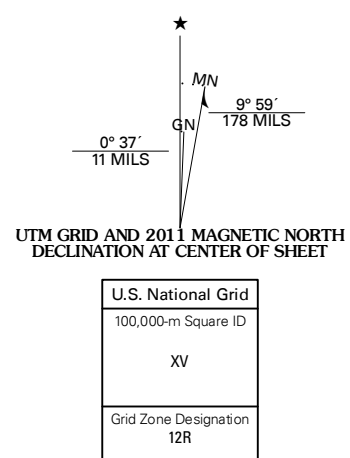 ★
MN
GN
9° 59´
178 MILS
0° 37´
11 MILS
UTM GRID AND 2011 MAGNETIC NORTH
DECLINATION AT CENTER OF SHEET
U.S. National Grid
100,000-m Square ID
XV
Grid Zone Designation
12R